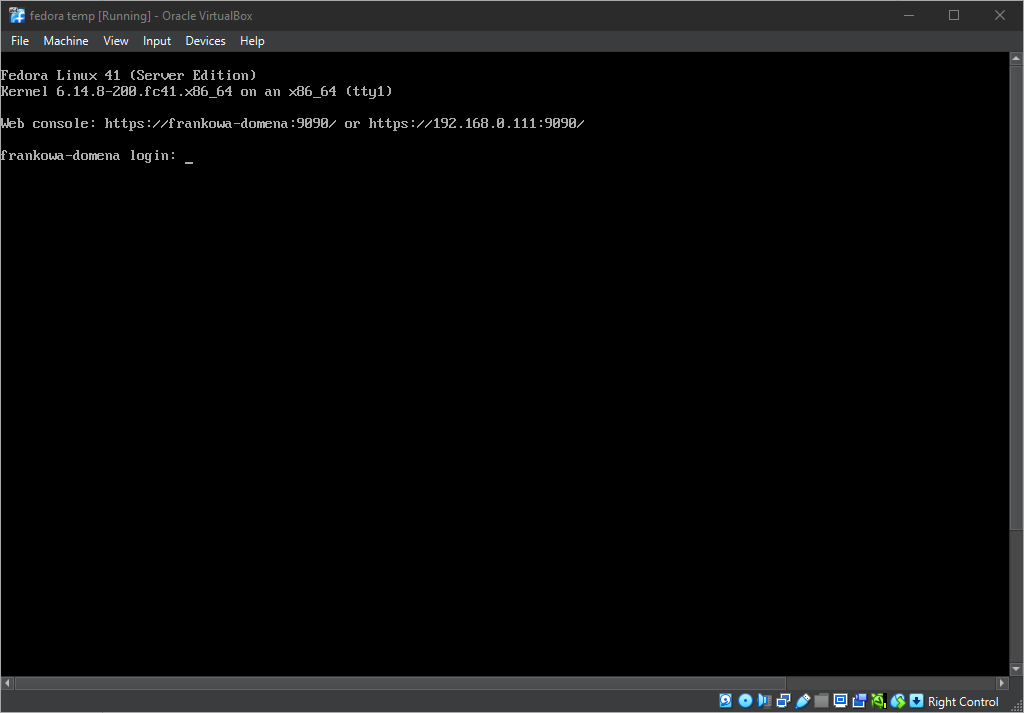 fedora temp [Running] - Oracle VirtualBox
File Machine View Input Devices Help
Fedora Linux 41 (Server Edition)
Kernel 6.14.8-200.fc41.x86_64 on an x86_64 (tty1)
Web console: https://frankowa-domena:9090/ or https://192.168.0.111:9090/
frankowa-domena login: _
Right Control